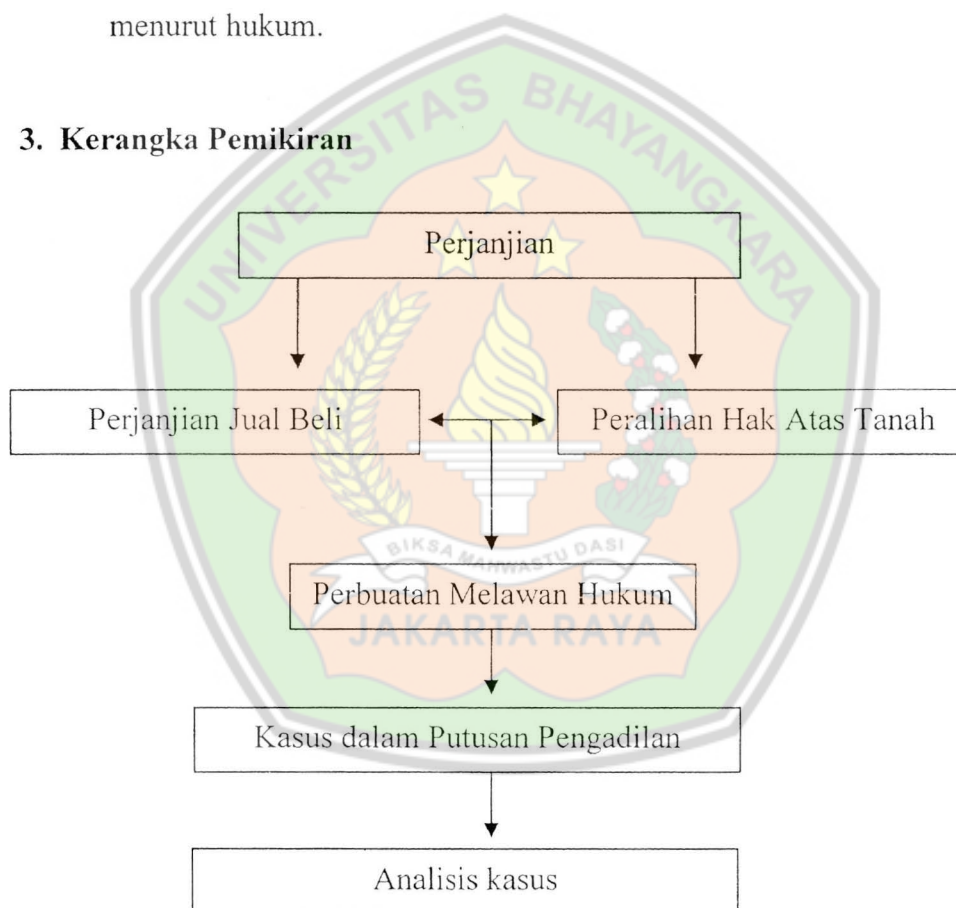 menurut hukum.
3. Kerangka Pemikiran
UNIVERSITAS BHAYANGKARA
Perjanjian
Perjanjian Jual Beli
Peralihan Hak Atas Tanah
BIKSA MAHWASTU DASI
Perbuatan Melawan Hukum
JAKARTA RAYA
Kasus dalam Putusan Pengadilan
Analisis kasus